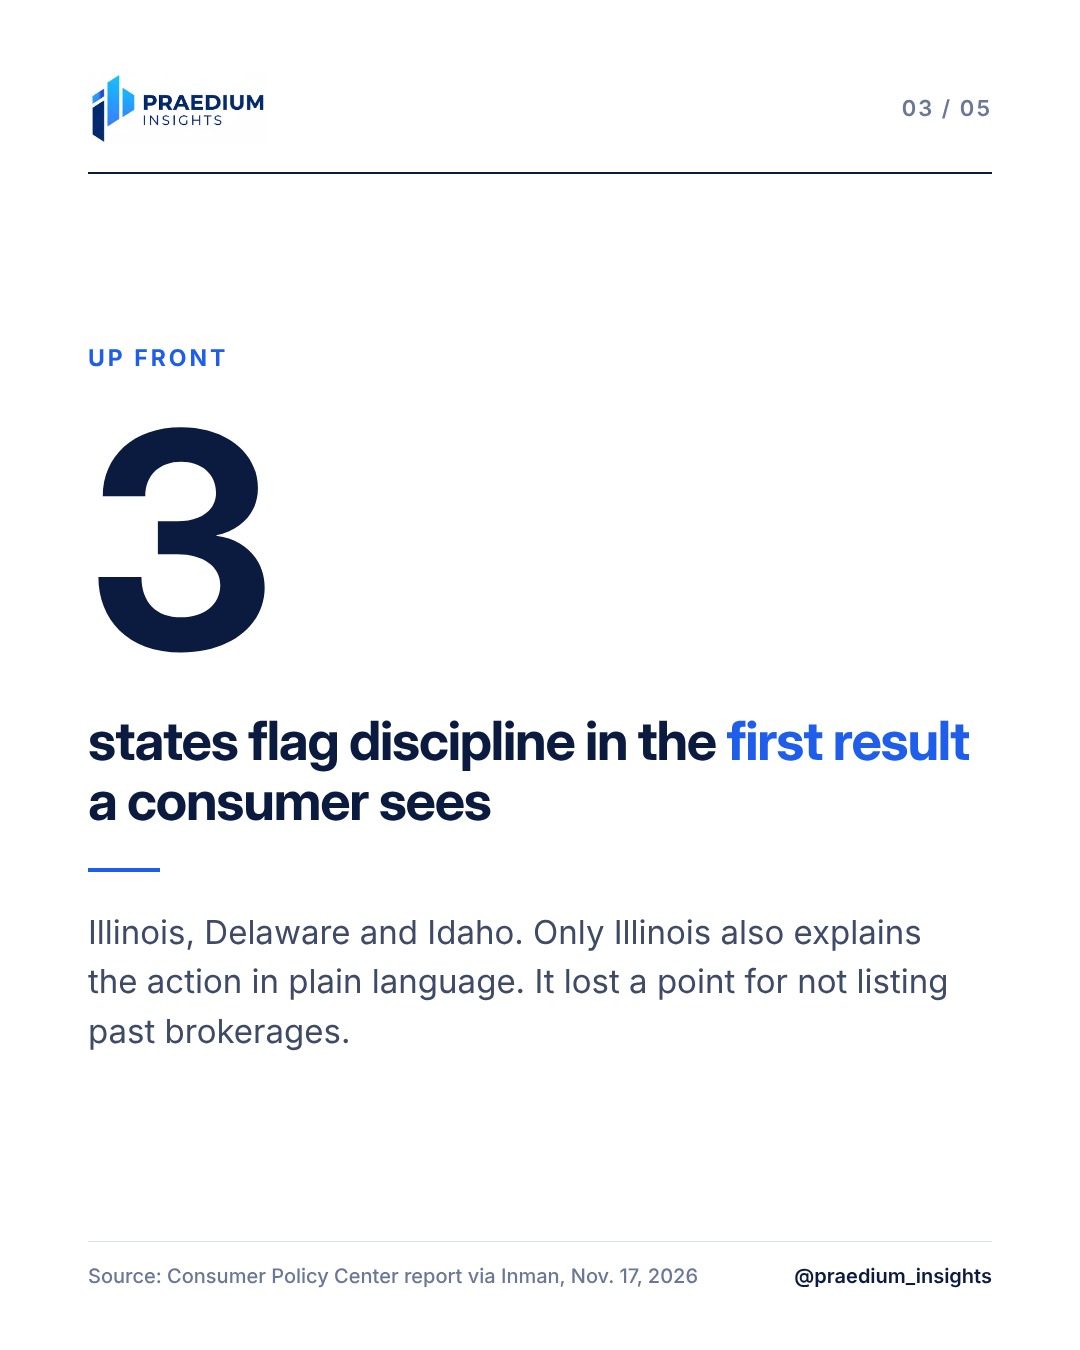 PRAEDIUM
INSIGHTS
03 / 05
UP FRONT
3
states flag discipline in the first result
a consumer sees
Illinois, Delaware and Idaho. Only Illinois also explains
the action in plain language. It lost a point for not listing
past brokerages.
Source: Consumer Policy Center report via Inman, Nov. 17, 2026
@praedium_insights